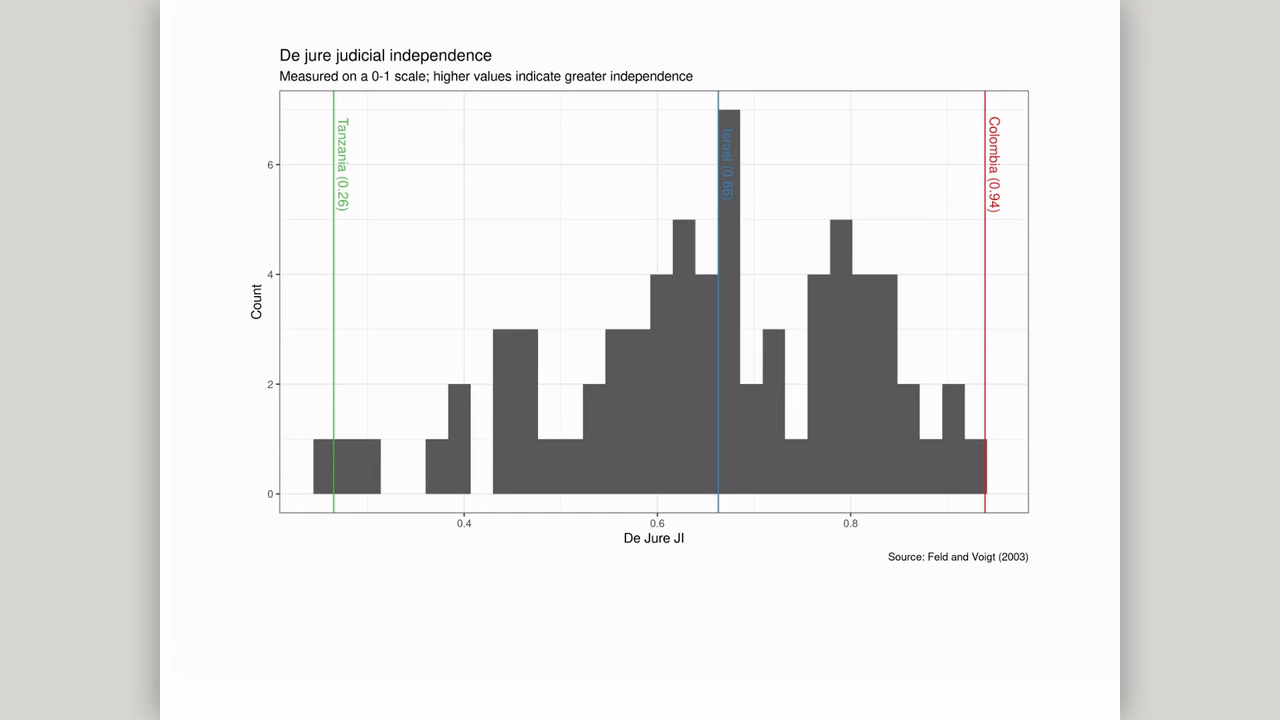 De jure judicial independence
Measured on a 0-1 scale; higher values indicate greater independence
Tanzania (0.26)
Israel (0.66)
Colombia (0.94)
6
4
2
0
Count
0.4
0.6
0.8
De Jure JI
Source: Feld and Voigt (2003)